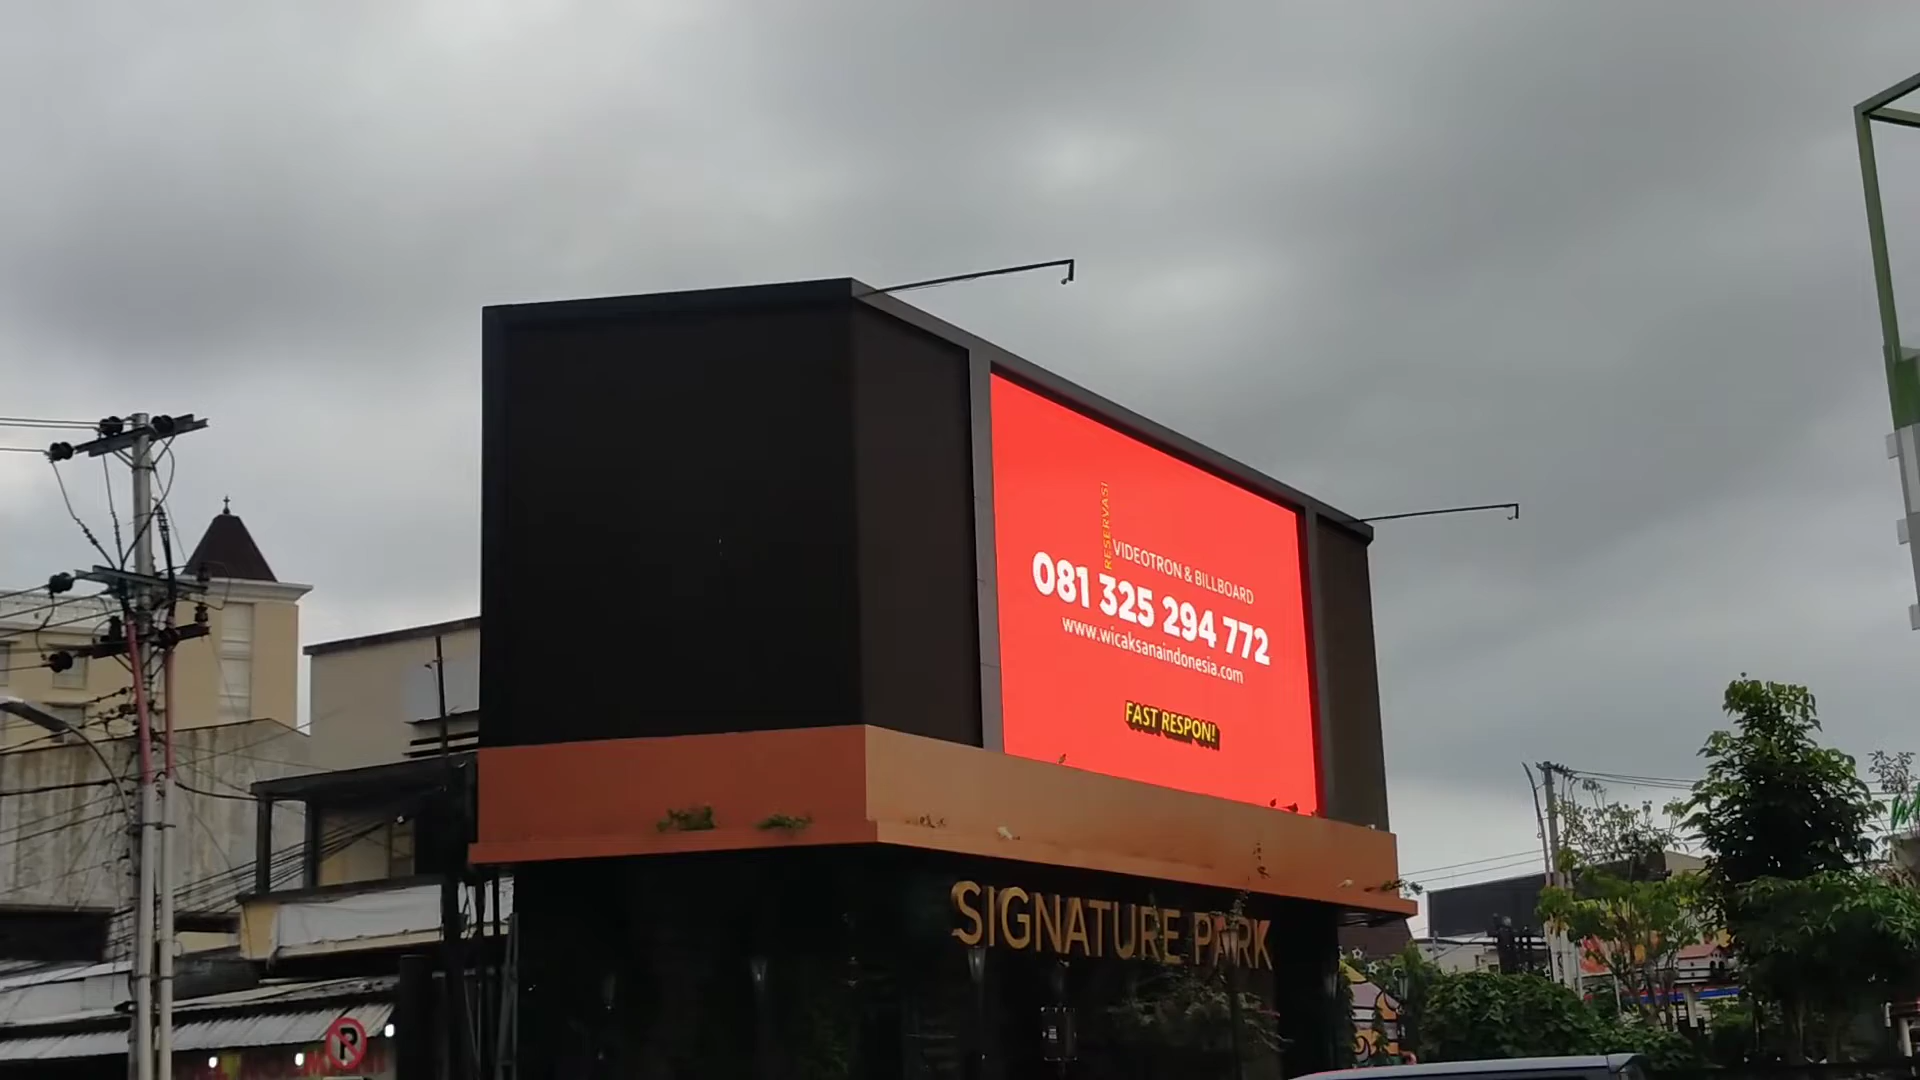 RESERVASI
VIDEOTRON & BILLBOARD
081 325 294 772
www.wicaksanaindonesia.com
FAST RESPON!
SIGNATURE PARK
P